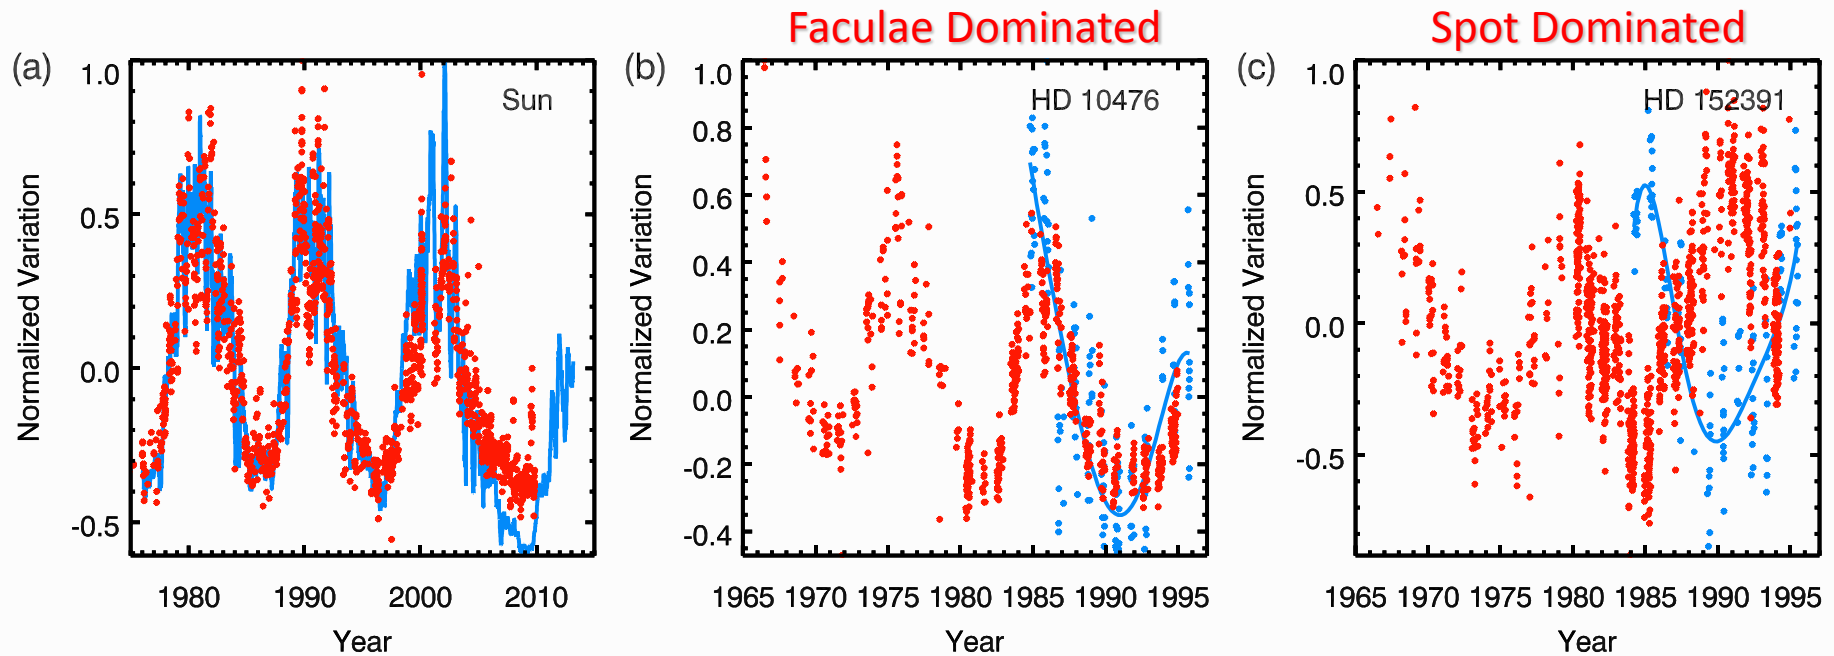 Faculae Dominated
Spot Dominated
(a)
Sun
1.0
0.5
0.0
-0.5
Normalized Variation
1980 1990 2000 2010
Year
(b)
HD 10476
1.0
0.8
0.6
0.4
0.2
0.0
-0.2
-0.4
Normalized Variation
1965 1970 1975 1980 1985 1990 1995
Year
(c)
HD 152391
1.0
0.5
0.0
-0.5
Normalized Variation
1965 1970 1975 1980 1985 1990 1995
Year